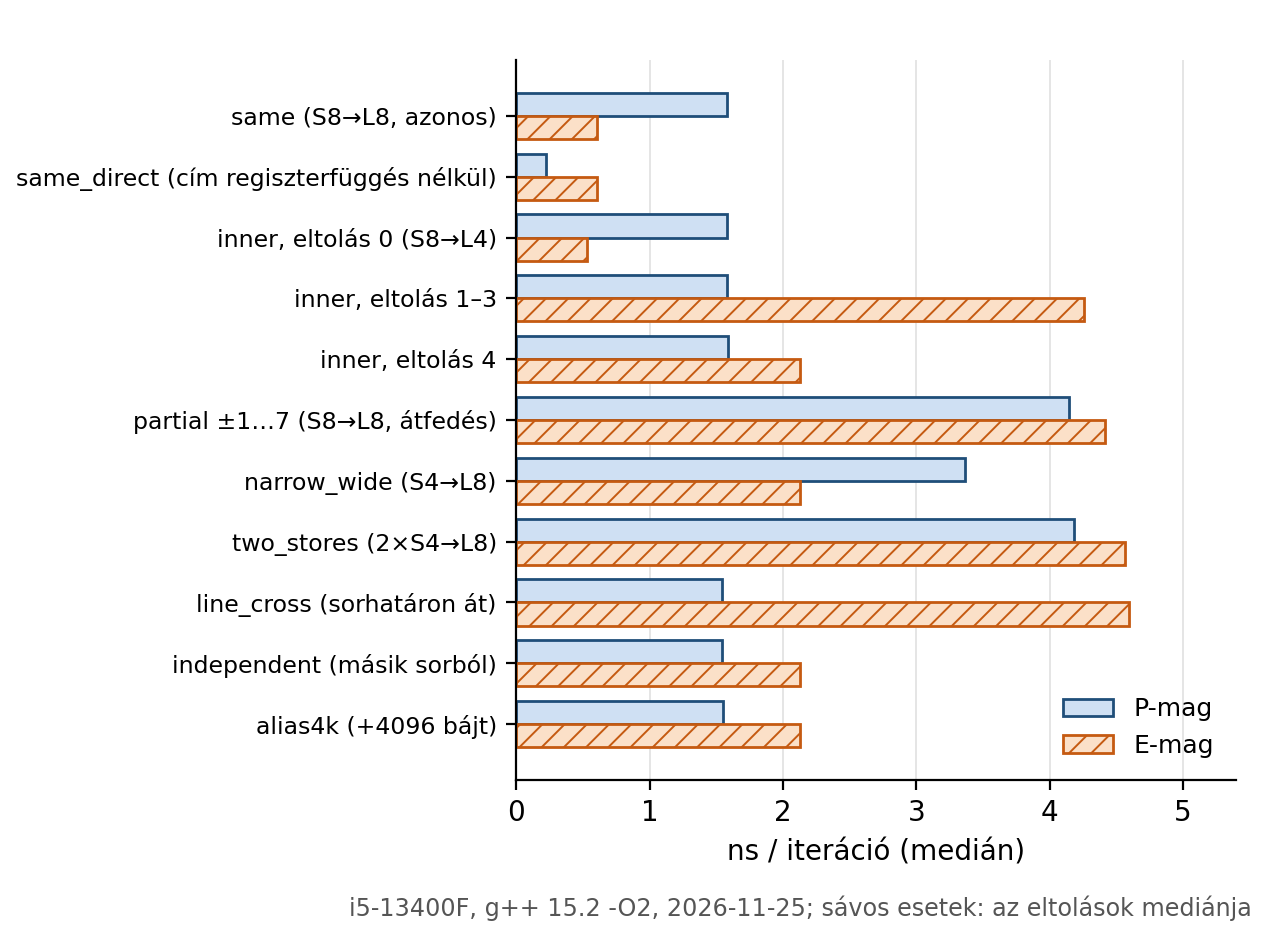 same (S8→L8, azonos)
same_direct (cím regiszterfüggés nélkül)
inner, eltolás 0 (S8→L4)
inner, eltolás 1–3
inner, eltolás 4
partial ±1…7 (S8→L8, átfedés)
narrow_wide (S4→L8)
two_stores (2×S4→L8)
line_cross (sorhatáron át)
independent (másik sorból)
alias4k (+4096 bájt)
P-mag
E-mag
0 1 2 3 4 5
ns / iteráció (medián)
i5-13400F, g++ 15.2 -O2, 2026-11-25; sávos esetek: az eltolások mediánja